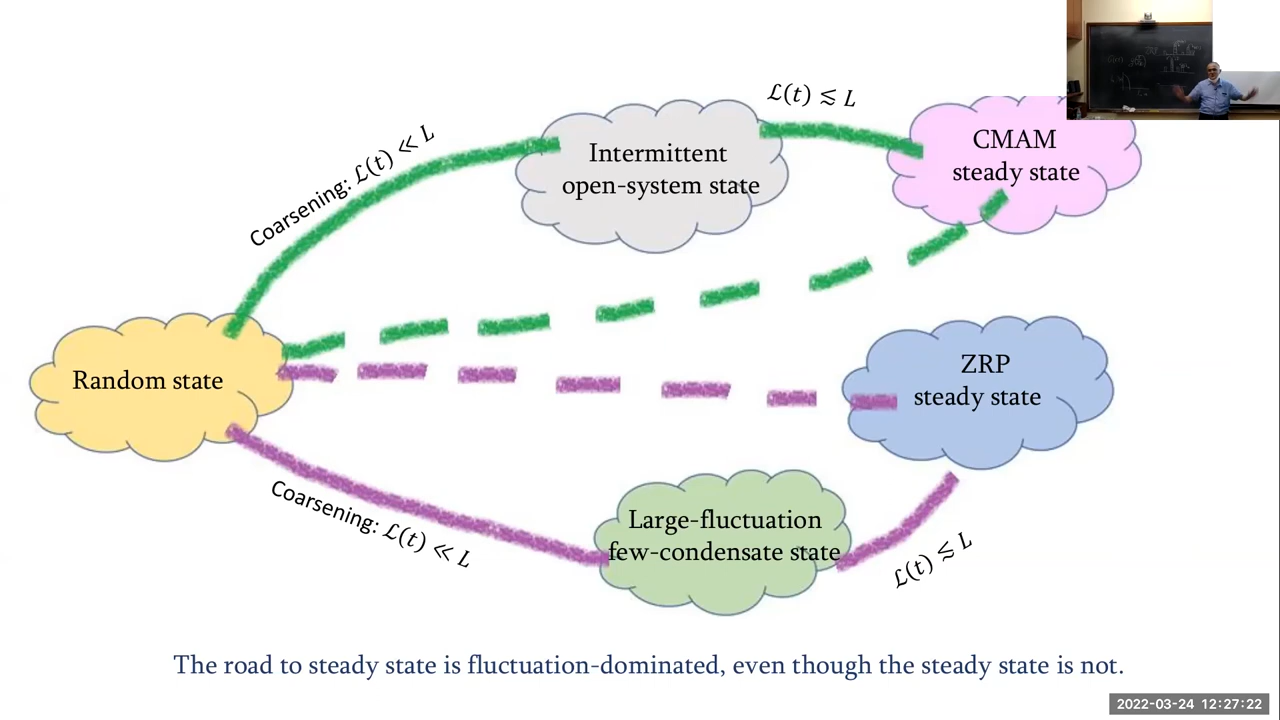 ℒ(t) ≲ L
CMAM
steady state
Intermittent
open-system state
Coarsening: ℒ(t) ≪ L
Random state
ZRP
steady state
Large-fluctuation
few-condensate state
Coarsening: ℒ(t) ≪ L
ℒ(t) ≲ L
The road to steady state is fluctuation-dominated, even though the steady state is not.
2022-03-24 12:27:22